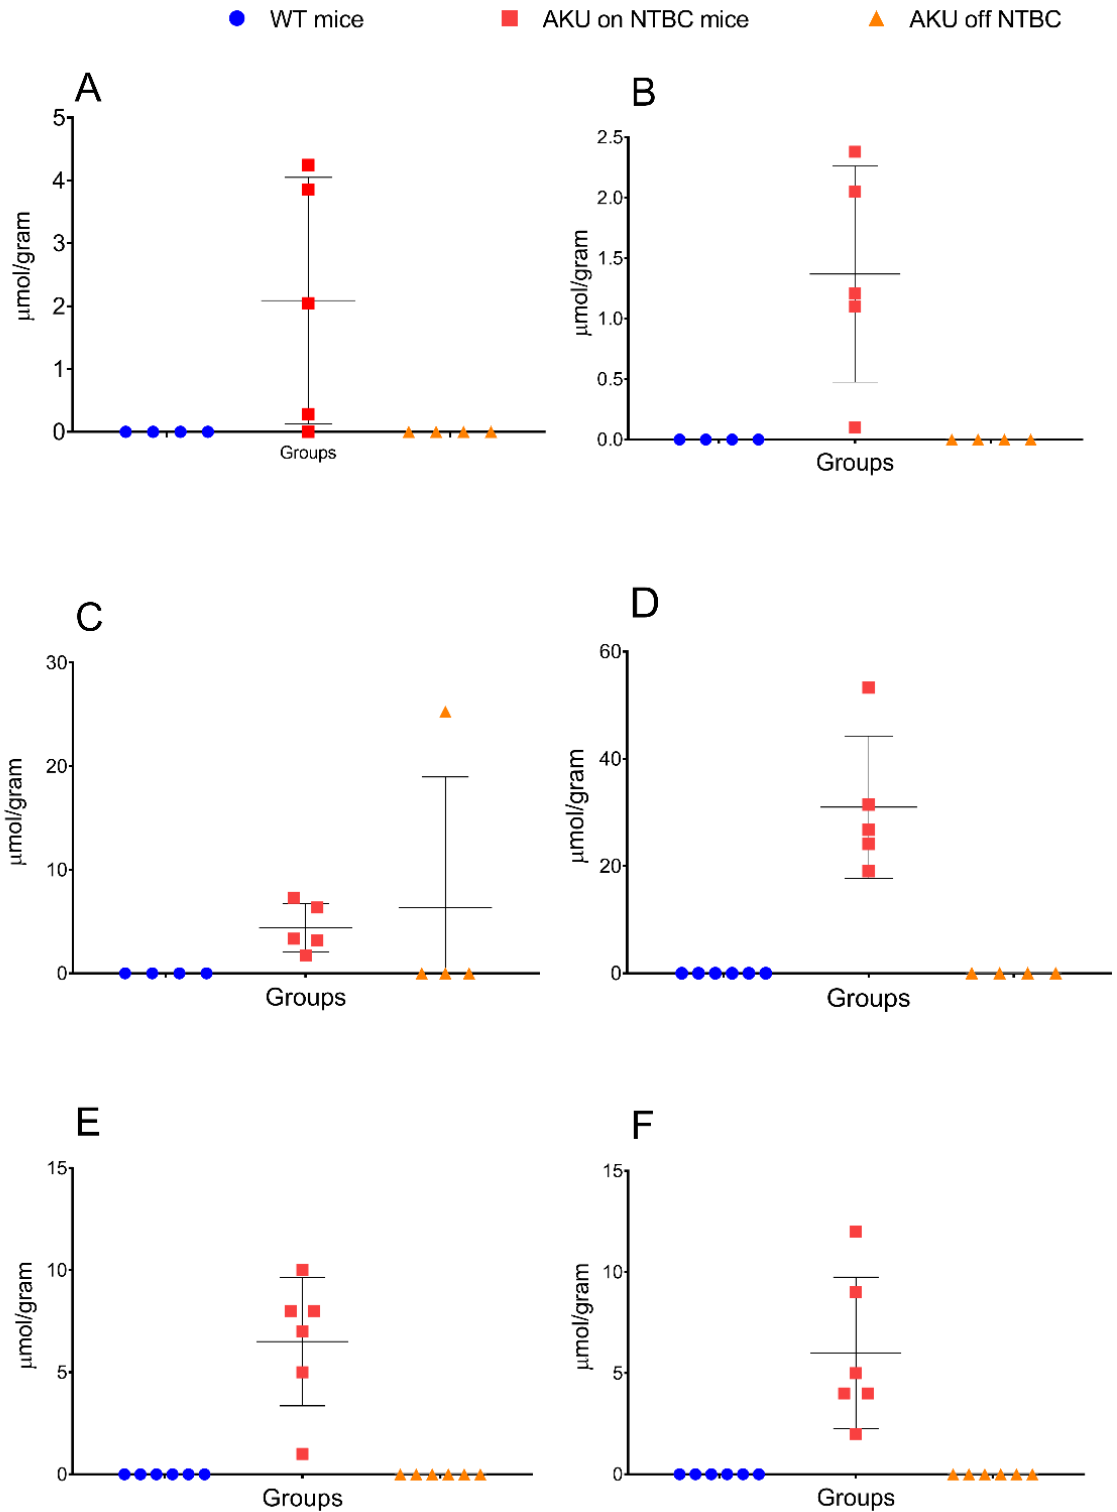 WT mice AKU on NTBC mice AKU off NTBC
A
5
4
3
2
1
0
μmol/gram
Groups
B
2.5
2.0
1.5
1.0
0.5
0.0
μmol/gram
Groups
C
30
20
10
0
μmol/gram
Groups
D
60
40
20
0
μmol/gram
Groups
E
15
10
5
0
μmol/gram
Groups
F
15
10
5
0
μmol/gram
Groups